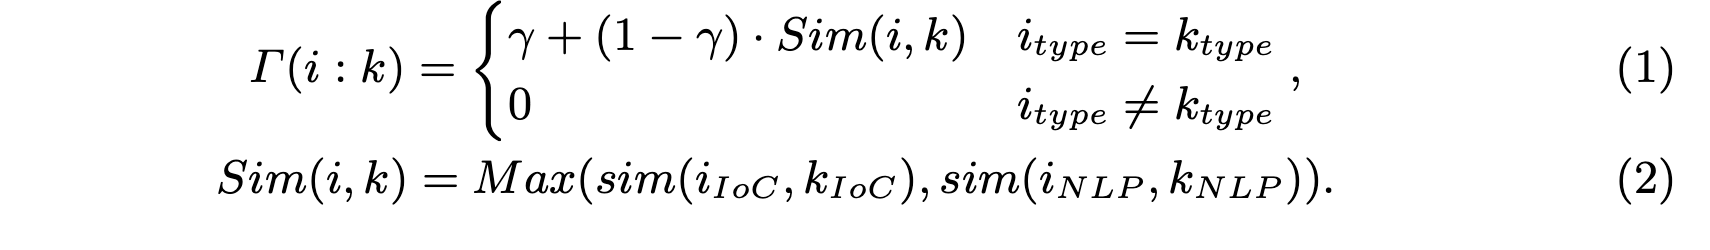 Γ(i : k) = { γ + (1 − γ) · Sim(i, k)   i_type = k_type
0   i_type ≠ k_type ,   (1)
Sim(i, k) = Max(sim(i_IoC, k_IoC), sim(i_NLP, k_NLP)).   (2)